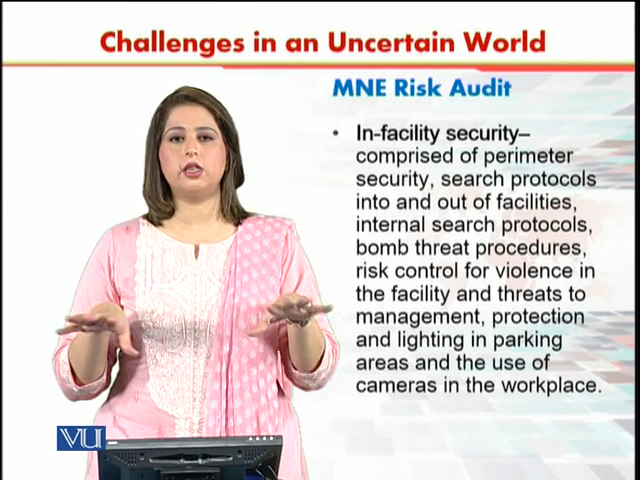 Challenges in an Uncertain World
MNE Risk Audit
• In-facility security–
comprised of perimeter
security, search protocols
into and out of facilities,
internal search protocols,
bomb threat procedures,
risk control for violence in
the facility and threats to
management, protection
and lighting in parking
areas and the use of
cameras in the workplace.
VU